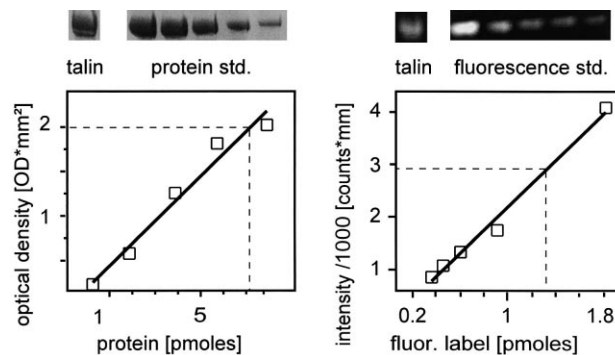 talin protein std.
optical density [OD*mm²]
2
1
1 5
protein [pmoles]
talin fluorescence std.
intensity /1000 [counts*mm]
4
3
2
1
0.2 1 1.8
fluor. label [pmoles]